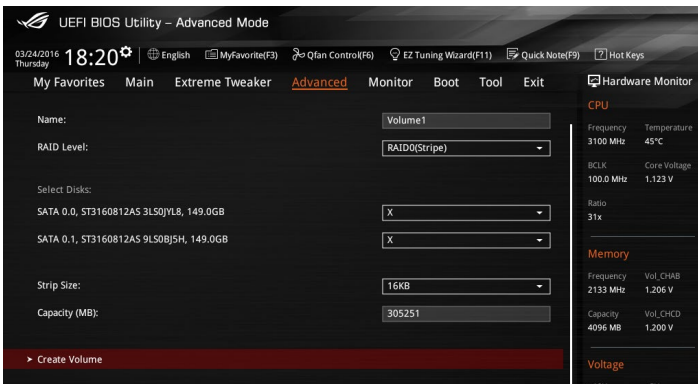 UEFI BIOS Utility – Advanced Mode
03/24/2016 Thursday 18:20 English MyFavorite(F3) Qfan Control(F6) EZ Tuning Wizard(F11) Quick Note(F9) ? Hot Keys
My Favorites Main Extreme Tweaker Advanced Monitor Boot Tool Exit
Name: Volume1
RAID Level: RAID0(Stripe)
Select Disks:
SATA 0.0, ST3160812AS 3LS0JYL8, 149.0GB X
SATA 0.1, ST3160812AS 9LS0BJ5H, 149.0GB X
Strip Size: 16KB
Capacity (MB): 305251
Create Volume
Hardware Monitor
CPU
Frequency Temperature
3100 MHz 45°C
BCLK Core Voltage
100.0 MHz 1.123 V
Ratio
31x
Memory
Frequency Vol_CHAB
2133 MHz 1.206 V
Capacity Vol_CHCD
4096 MB 1.200 V
Voltage